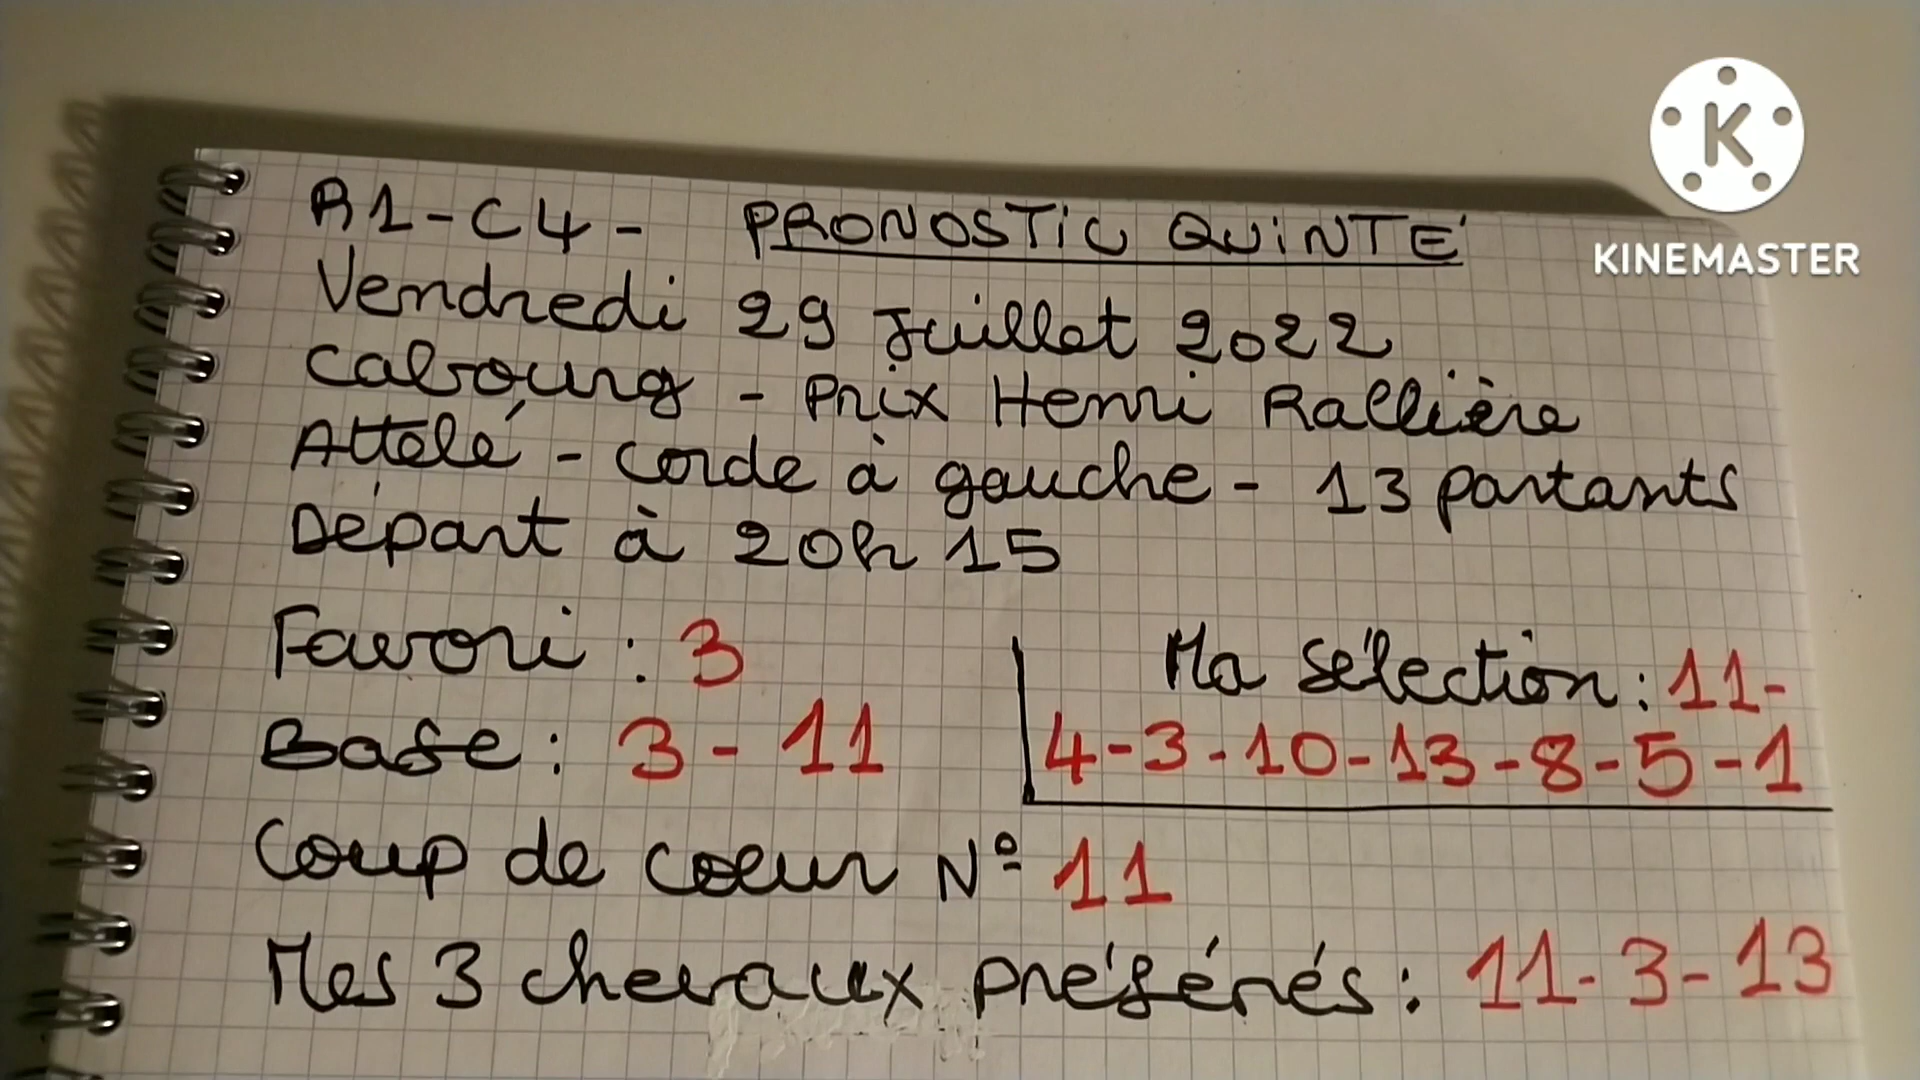 R1-C4- PRONOSTIC QUINTÉ
Vendredi 29 Juillet 2022
Cabourg - Prix Henri Rallière
Attelé - Corde à gauche - 13 partants
Départ à 20h15
Favori : 3
Base : 3 - 11
Ma sélection : 11-
4-3-10-13-8-5-1
Coup de coeur N° 11
Mes 3 chevaux préférés : 11-3-13
K
KINEMASTER